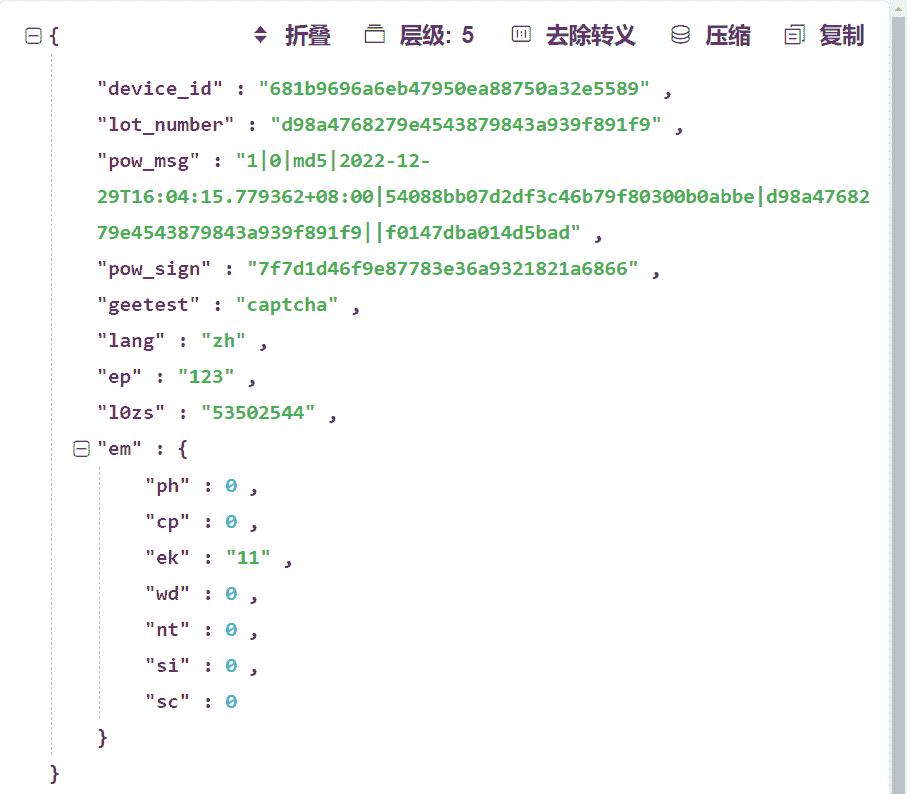 { 折叠 层级: 5 去除转义 压缩 复制
"device_id" : "681b9696a6eb47950ea88750a32e5589" ,
"lot_number" : "d98a4768279e4543879843a939f891f9" ,
"pow_msg" : "1|0|md5|2022-12-
29T16:04:15.779362+08:00|54088bb07d2df3c46b79f80300b0abbe|d98a47682
79e4543879843a939f891f9||f0147dba014d5bad" ,
"pow_sign" : "7f7d1d46f9e87783e36a9321821a6866" ,
"geetest" : "captcha" ,
"lang" : "zh" ,
"ep" : "123" ,
"l0zs" : "53502544" ,
"em" : {
"ph" : 0 ,
"cp" : 0 ,
"ek" : "11" ,
"wd" : 0 ,
"nt" : 0 ,
"si" : 0 ,
"sc" : 0
}
}